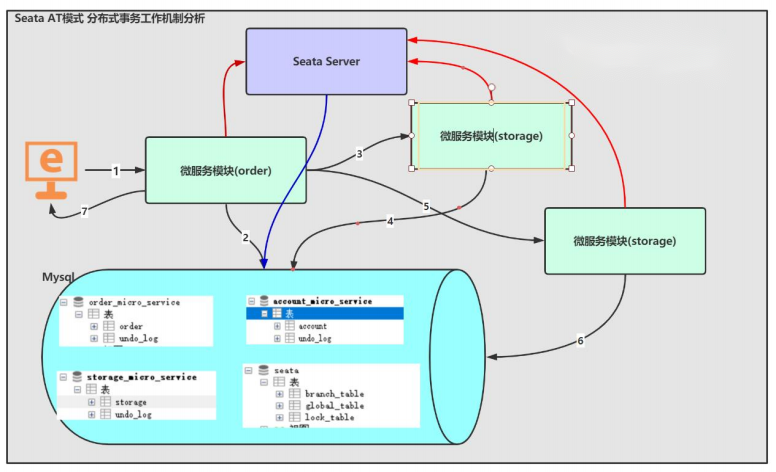 Seata AT模式 分布式事务工作机制分析
Seata Server
微服务模块(storage)
微服务模块(order)
微服务模块(storage)
e
1
2
3
4
5
6
7
Mysql
order_micro_service
表
order
undo_log
account_micro_service
表
account
undo_log
storage_micro_service
表
storage
undo_log
seata
表
branch_table
global_table
lock_table